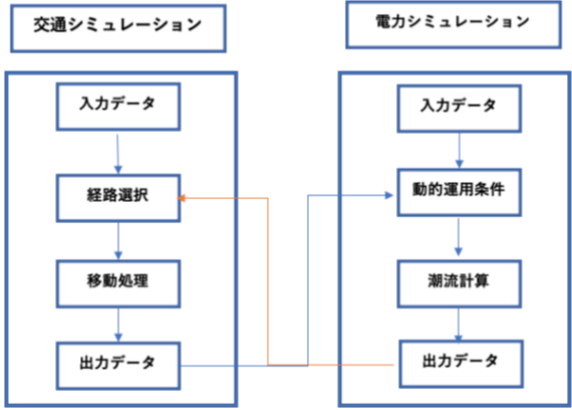 交通シミュレーション
入力データ
経路選択
移動処理
出力データ
電力シミュレーション
入力データ
動的運用条件
潮流計算
出力データ